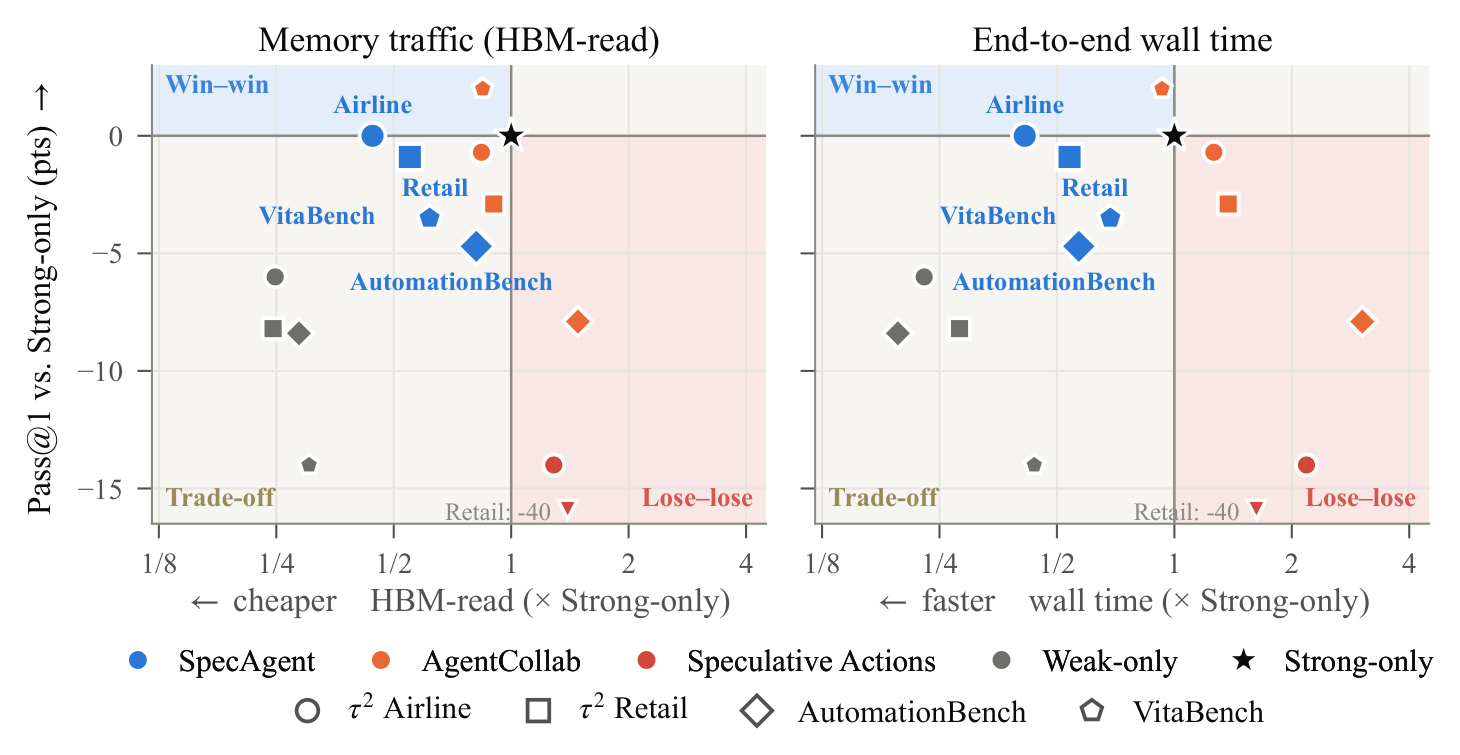 Memory traffic (HBM-read)
End-to-end wall time
Pass@1 vs. Strong-only (pts) →
0
−5
−10
−15
Win–win
Airline
Retail
VitaBench
AutomationBench
Trade-off
Retail: -40
Lose–lose
1/8 1/4 1/2 1 2 4
← cheaper HBM-read (× Strong-only)
Win–win
Airline
Retail
VitaBench
AutomationBench
Trade-off
Retail: -40
Lose–lose
1/8 1/4 1/2 1 2 4
← faster wall time (× Strong-only)
SpecAgent AgentCollab Speculative Actions Weak-only Strong-only
τ² Airline τ² Retail AutomationBench VitaBench